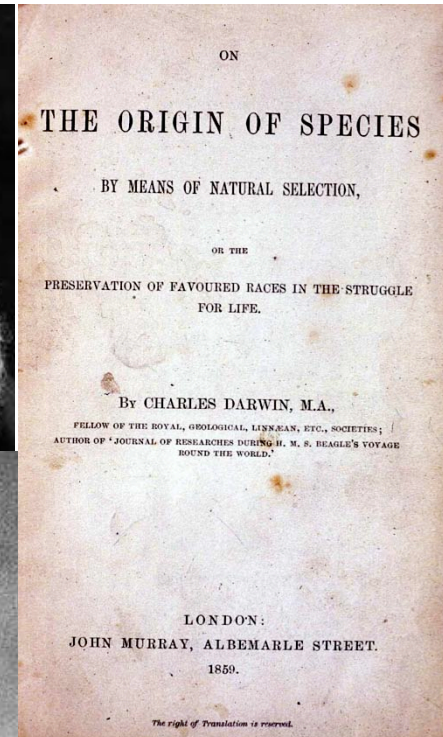 ON
THE ORIGIN OF SPECIES
BY MEANS OF NATURAL SELECTION,
OR THE
PRESERVATION OF FAVOURED RACES IN THE STRUGGLE
FOR LIFE.
By CHARLES DARWIN, M.A.,
FELLOW OF THE ROYAL, GEOLOGICAL, LINNÆAN, ETC., SOCIETIES;
AUTHOR OF 'JOURNAL OF RESEARCHES DURING H. M. S. BEAGLE'S VOYAGE
ROUND THE WORLD.'
LONDON:
JOHN MURRAY, ALBEMARLE STREET.
1859.
The right of Translation is reserved.